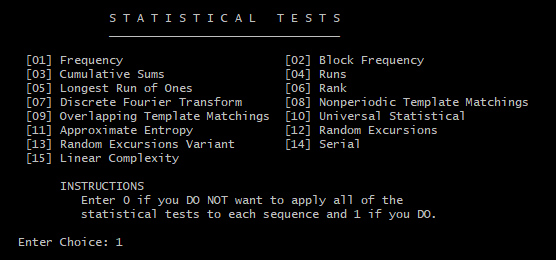 S T A T I S T I C A L   T E S T S
[01] Frequency [02] Block Frequency
[03] Cumulative Sums [04] Runs
[05] Longest Run of Ones [06] Rank
[07] Discrete Fourier Transform [08] Nonperiodic Template Matchings
[09] Overlapping Template Matchings [10] Universal Statistical
[11] Approximate Entropy [12] Random Excursions
[13] Random Excursions Variant [14] Serial
[15] Linear Complexity
INSTRUCTIONS
Enter 0 if you DO NOT want to apply all of the
statistical tests to each sequence and 1 if you DO.
Enter Choice: 1